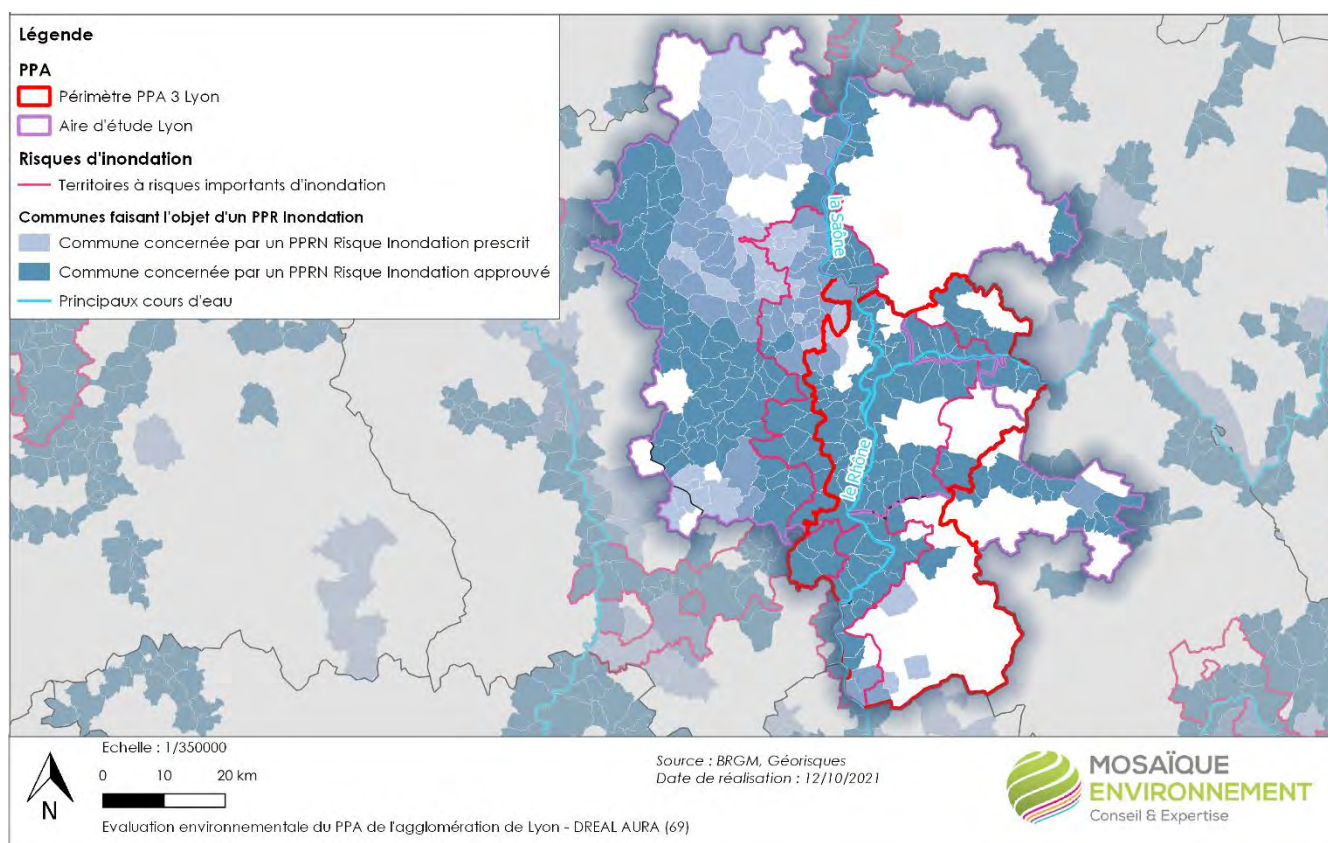 Légende
PPA
Périmètre PPA 3 Lyon
Aire d'étude Lyon
Risques d'inondation
Territoires à risques importants d'inondation
Communes faisant l'objet d'un PPR Inondation
Commune concernée par un PPRN Risque Inondation prescrit
Commune concernée par un PPRN Risque Inondation approuvé
Principaux cours d'eau
la Saône
le Rhône
N
Echelle : 1/350000
0 10 20 km
Evaluation environnementale du PPA de l'agglomération de Lyon - DREAL AURA (69)
Source : BRGM, Géorisques
Date de réalisation : 12/10/2021
MOSAÏQUE
ENVIRONNEMENT
Conseil & Expertise